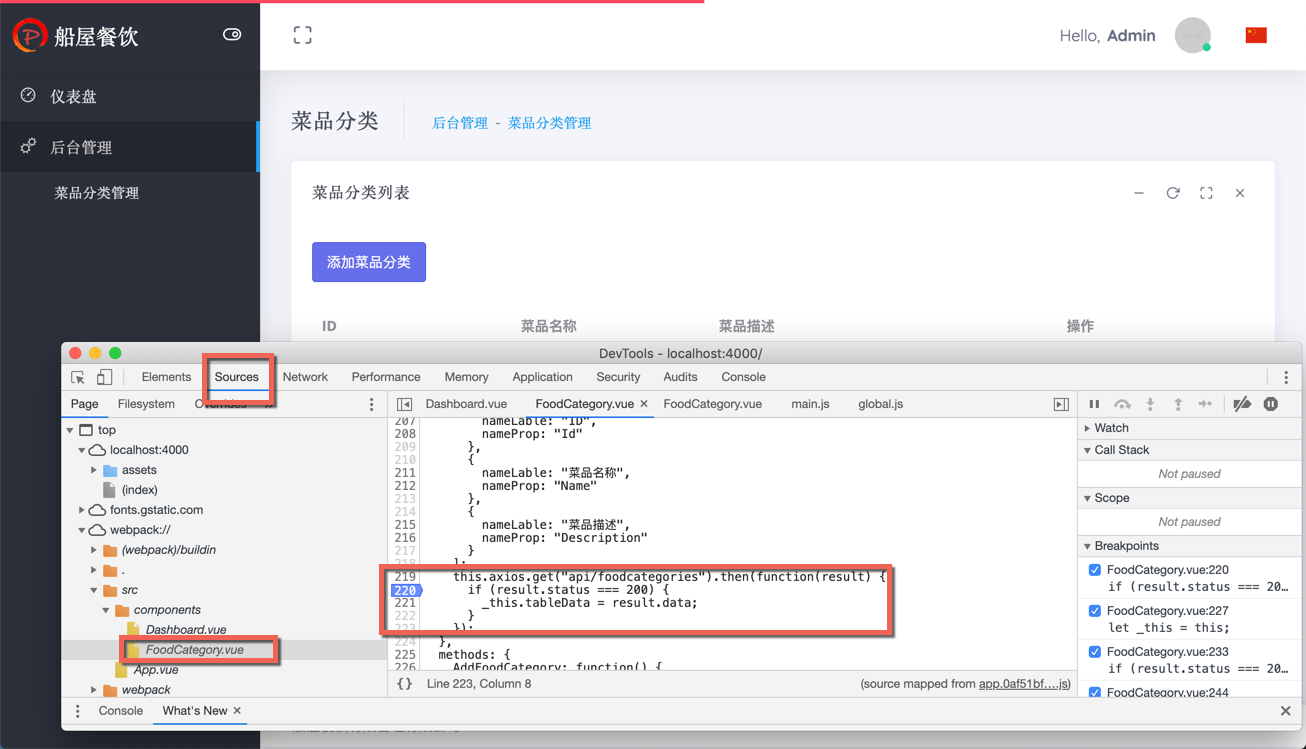 船屋餐饮
Hello, Admin
仪表盘
后台管理
菜品分类管理
菜品分类
后台管理 - 菜品分类管理
菜品分类列表
添加菜品分类
ID 菜品名称 菜品描述 操作
DevTools - localhost:4000/
Elements Sources Network Performance Memory Application Security Audits Console
Page Filesystem Overrides
Dashboard.vue FoodCategory.vue × FoodCategory.vue main.js global.js
top
localhost:4000
assets
(index)
fonts.gstatic.com
webpack://
(webpack)/buildin
.
src
components
Dashboard.vue
FoodCategory.vue
App.vue
webpack
207 nameLable: "ID",
208 nameProp: "Id"
209 },
210 {
211 nameLable: "菜品名称",
212 nameProp: "Name"
213 },
214 {
215 nameLable: "菜品描述",
216 nameProp: "Description"
217 }
218 ];
219 this.axios.get("api/foodcategories").then(function(result) {
220 if (result.status === 200) {
221 _this.tableData = result.data;
222 }
223 });
224 },
225 methods: {
226 AddFoodCategory: function() {
{} Line 223, Column 8 (source mapped from app.0af51bf….js)
Watch
Call Stack
Not paused
Scope
Not paused
Breakpoints
FoodCategory.vue:220
if (result.status === 20…
FoodCategory.vue:227
let _this = this;
FoodCategory.vue:233
if (result.status === 20…
FoodCategory.vue:244
Console What's New ×